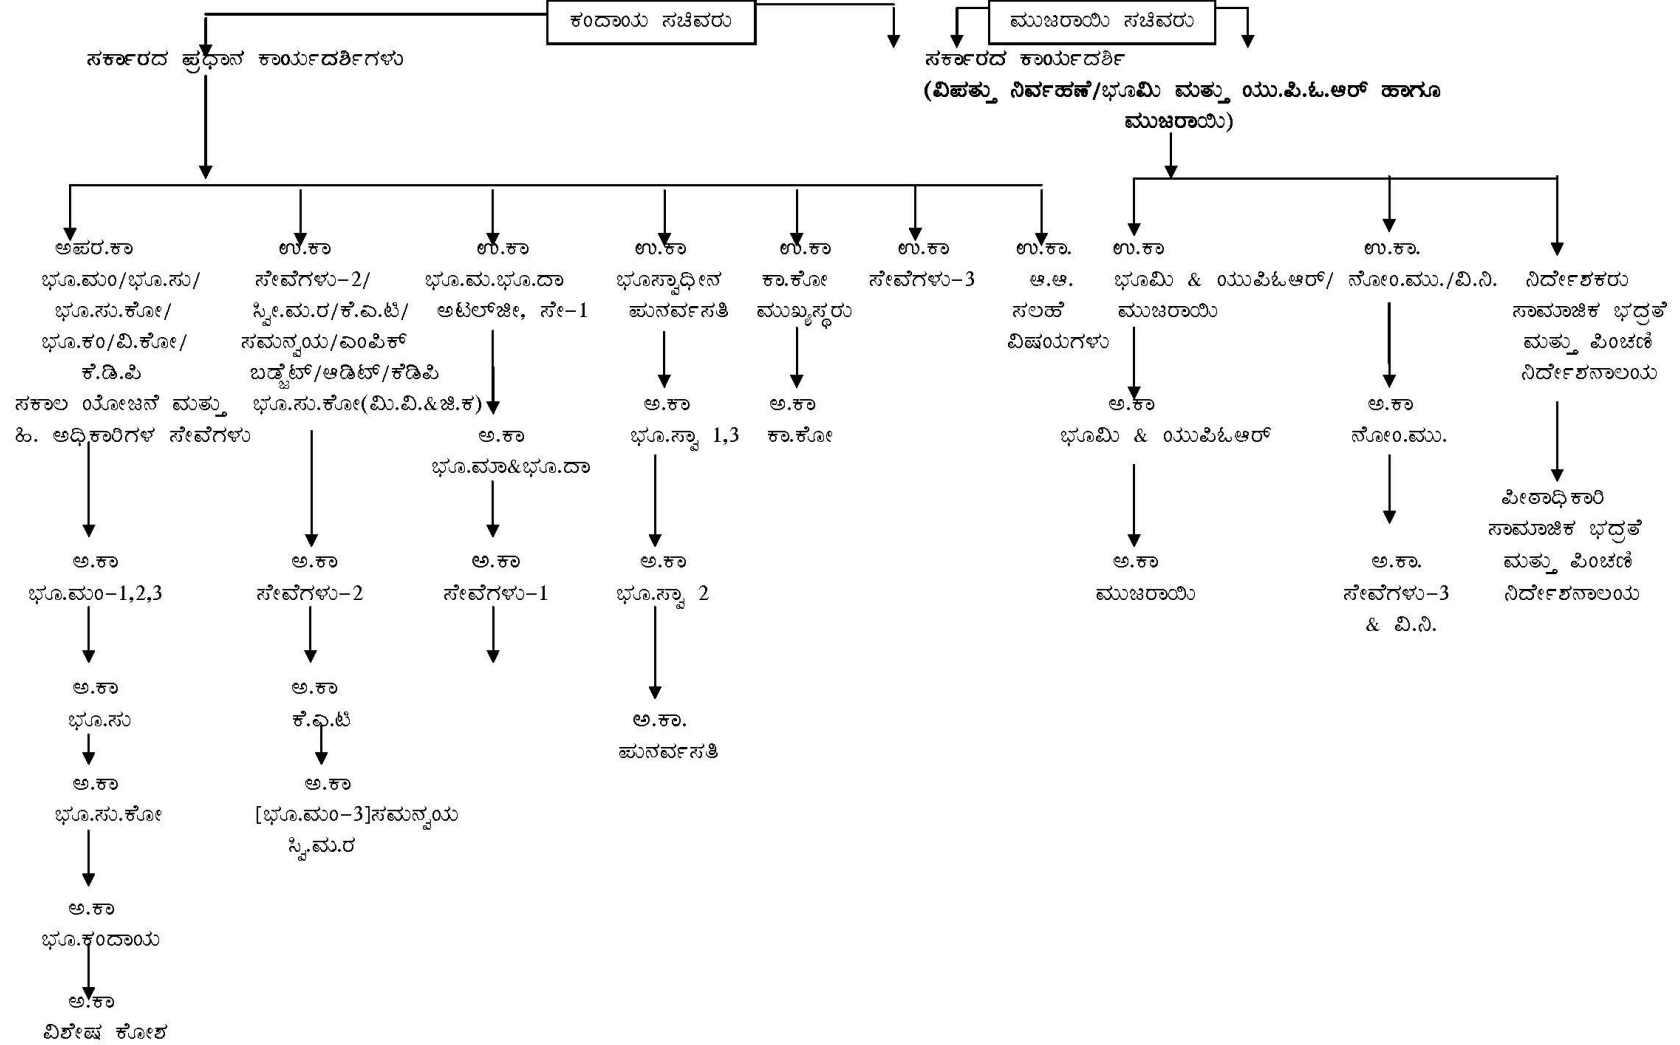 ಕಂದಾಯ ಸಚಿವರು
ಮುಜರಾಯಿ ಸಚಿವರು
ಸರ್ಕಾರದ ಪ್ರಧಾನ ಕಾರ್ಯದರ್ಶಿಗಳು
ಸರ್ಕಾರದ ಕಾರ್ಯದರ್ಶಿ
(ವಿಪತ್ತು ನಿರ್ವಹಣೆ/ಭೂಮಿ ಮತ್ತು ಯು.ಪಿ.ಓ.ಆರ್ ಹಾಗೂ
ಮುಜರಾಯಿ)
ಅಪರ.ಕಾ
ಭೂ.ಮಂ/ಭೂ.ಸು/
ಭೂ.ಸು.ಕೋ/
ಭೂ.ಕಂ/ವಿ.ಕೋ/
ಕೆ.ಡಿ.ಪಿ
ಸಕಾಲ ಯೋಜನೆ ಮತ್ತು
ಹಿ. ಅಧಿಕಾರಿಗಳ ಸೇವೆಗಳು
ಅ.ಕಾ
ಭೂ.ಮಂ-1,2,3
ಅ.ಕಾ
ಭೂ.ಸು
ಅ.ಕಾ
ಭೂ.ಸು.ಕೋ
ಅ.ಕಾ
ಭೂ.ಕಂದಾಯ
ಅ.ಕಾ
ವಿಶೇಷ ಕೋಶ
ಉ.ಕಾ
ಸೇವೆಗಳು-2/
ಸ್ವೀ.ಮ.ರ/ಕೆ.ಎ.ಟಿ/
ಸಮನ್ವಯ/ಎಂಪಿಕ್
ಬಡ್ಜೆಟ್/ಆಡಿಟ್/ಕೆಡಿಪಿ
ಭೂ.ಸು.ಕೋ(ಮಿ.ವಿ.&ಜಿ.ಕ)
ಅ.ಕಾ
ಸೇವೆಗಳು-2
ಅ.ಕಾ
ಕೆ.ಎ.ಟಿ
ಅ.ಕಾ
[ಭೂ.ಮಂ-3]ಸಮನ್ವಯ
ಸ್ವಿ.ಮ.ರ
ಉ.ಕಾ
ಭೂ.ಮ.ಭೂ.ದಾ
ಅಟಲ್‌ಜೀ, ಸೇ-1
ಅ.ಕಾ
ಭೂ.ಮಾ&ಭೂ.ದಾ
ಅ.ಕಾ
ಸೇವೆಗಳು-1
ಉ.ಕಾ
ಭೂಸ್ವಾಧೀನ
ಪುನರ್ವಸತಿ
ಅ.ಕಾ
ಭೂ.ಸ್ವಾ 1,3
ಅ.ಕಾ
ಭೂ.ಸ್ವಾ 2
ಅ.ಕಾ.
ಪುನರ್ವಸತಿ
ಉ.ಕಾ
ಕಾ.ಕೋ
ಮುಖ್ಯಸ್ಥರು
ಅ.ಕಾ
ಕಾ.ಕೋ
ಉ.ಕಾ
ಸೇವೆಗಳು-3
ಉ.ಕಾ.
ಆ.ಆ.
ಸಲಹೆ
ವಿಷಯಗಳು
ಉ.ಕಾ
ಭೂಮಿ & ಯುಪಿಓಆರ್/
ಮುಜರಾಯಿ
ಅ.ಕಾ
ಭೂಮಿ & ಯುಪಿಓಆರ್
ಅ.ಕಾ
ಮುಜರಾಯಿ
ಉ.ಕಾ.
ನೋಂ.ಮು./ವಿ.ನಿ.
ಅ.ಕಾ
ನೋಂ.ಮು.
ಅ.ಕಾ.
ಸೇವೆಗಳು-3
& ವಿ.ನಿ.
ನಿರ್ದೇಶಕರು
ಸಾಮಾಜಿಕ ಭದ್ರತೆ
ಮತ್ತು ಪಿಂಚಣಿ
ನಿರ್ದೇಶನಾಲಯ
ಪೀಠಾಧಿಕಾರಿ
ಸಾಮಾಜಿಕ ಭದ್ರತೆ
ಮತ್ತು ಪಿಂಚಣಿ
ನಿರ್ದೇಶನಾಲಯ